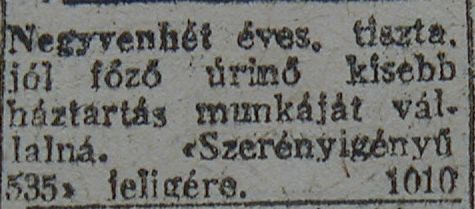 Negyvenhét éves, tiszta,
jól főző úrinő kisebb
háztartás munkáját vál-
lalná. «Szerényigényű
535» jeligére. 1010